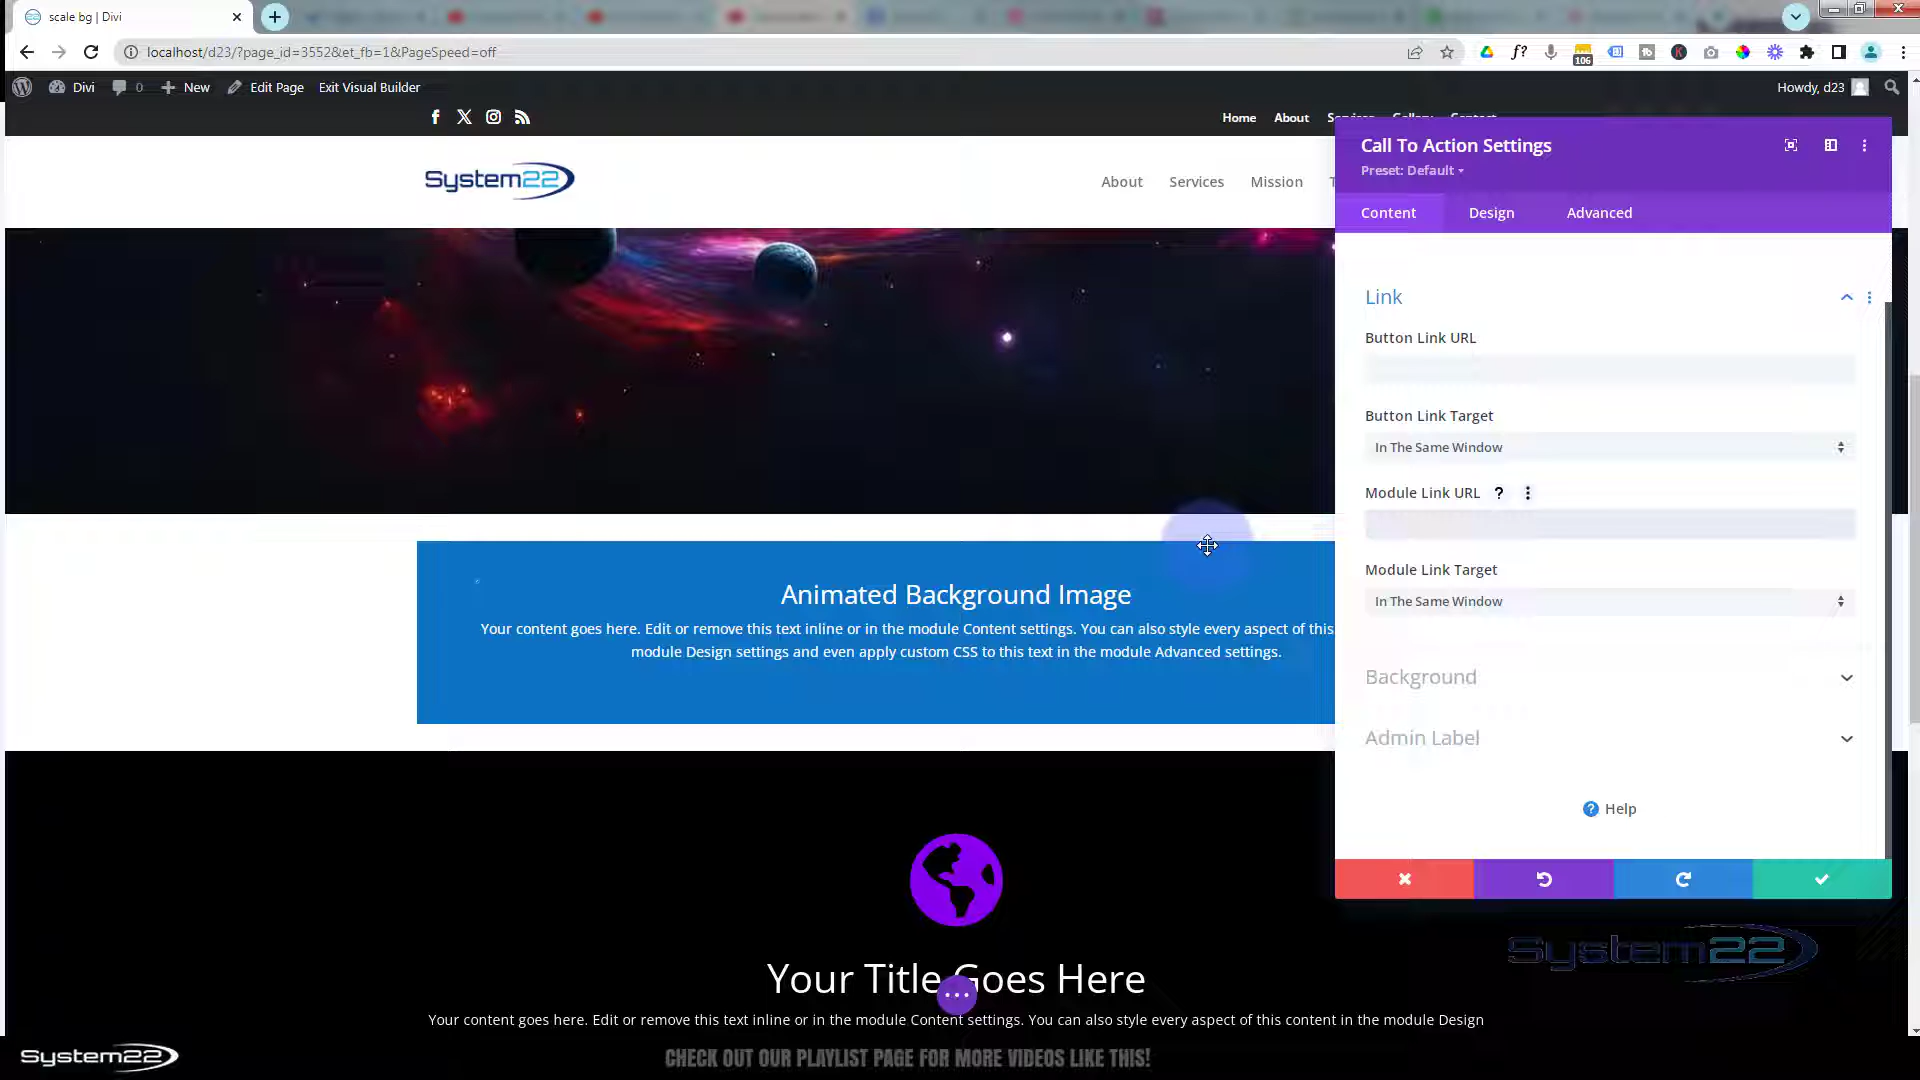 scale bg | Divi
localhost/d23/?page_id=3552&et_fb=1&PageSpeed=off
f?
106
Divi
0
New
Edit Page
Exit Visual Builder
Howdy, d23
Home
About
Services
Gallery
Contact
System22
About
Services
Mission
T
Call To Action Settings
Preset: Default
Content
Design
Advanced
Link
Button Link URL
Button Link Target
In The Same Window
Module Link URL
?
Module Link Target
In The Same Window
Background
Admin Label
? Help
Animated Background Image
Your content goes here. Edit or remove this text inline or in the module Content settings. You can also style every aspect of this
module Design settings and even apply custom CSS to this text in the module Advanced settings.
System22
Your Title Goes Here
Your content goes here. Edit or remove this text inline or in the module Content settings. You can also style every aspect of this content in the module Design
System22
CHECK OUT OUR PLAYLIST PAGE FOR MORE VIDEOS LIKE THIS!